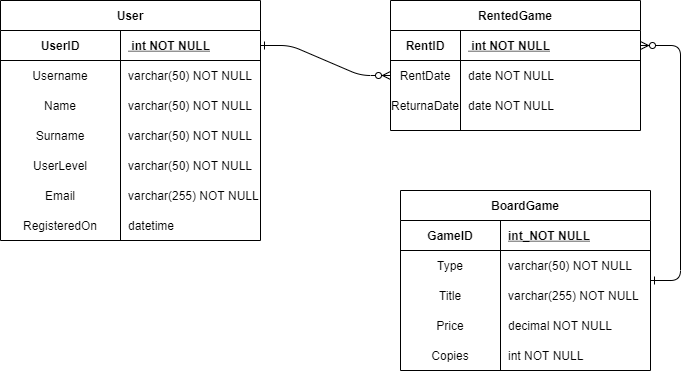 User
UserID int NOT NULL
Username varchar(50) NOT NULL
Name varchar(50) NOT NULL
Surname varchar(50) NOT NULL
UserLevel varchar(50) NOT NULL
Email varchar(255) NOT NULL
RegisteredOn datetime
RentedGame
RentID int NOT NULL
RentDate date NOT NULL
ReturnaDate date NOT NULL
BoardGame
GameID int_NOT NULL
Type varchar(50) NOT NULL
Title varchar(255) NOT NULL
Price decimal NOT NULL
Copies int NOT NULL